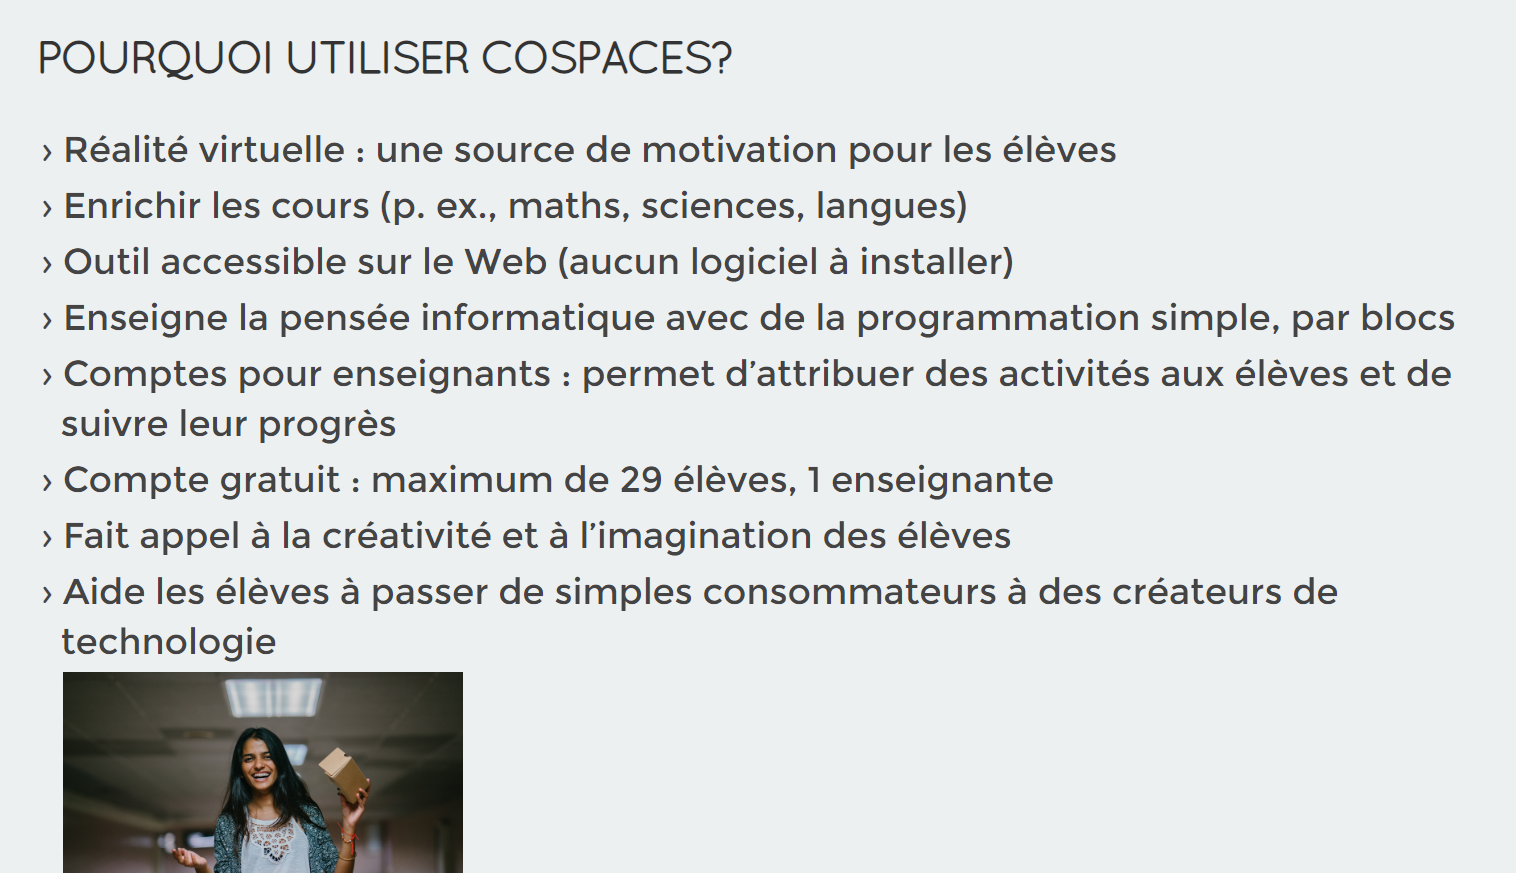 POURQUOI UTILISER COSPACES?
› Réalité virtuelle : une source de motivation pour les élèves
› Enrichir les cours (p. ex., maths, sciences, langues)
› Outil accessible sur le Web (aucun logiciel à installer)
› Enseigne la pensée informatique avec de la programmation simple, par blocs
› Comptes pour enseignants : permet d’attribuer des activités aux élèves et de
suivre leur progrès
› Compte gratuit : maximum de 29 élèves, 1 enseignante
› Fait appel à la créativité et à l’imagination des élèves
› Aide les élèves à passer de simples consommateurs à des créateurs de
technologie